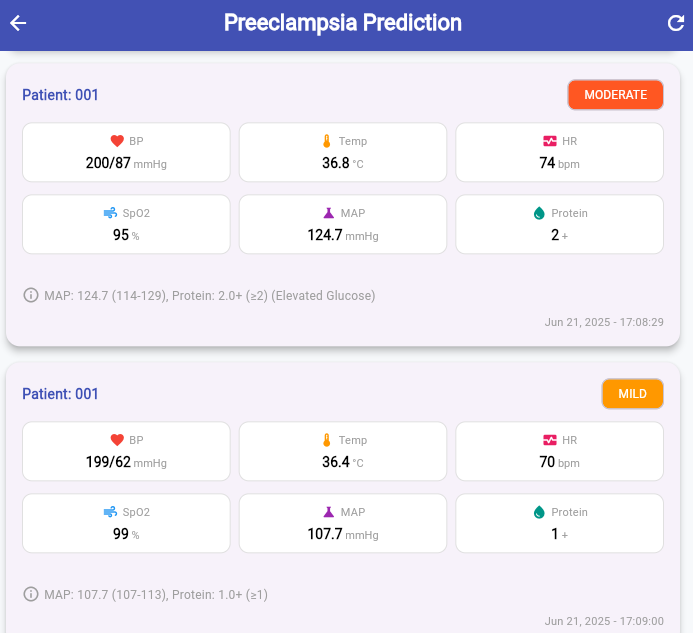 Preeclampsia Prediction
Patient: 001 MODERATE
BP Temp HR
200/87 mmHg 36.8 °C 74 bpm
SpO2 MAP Protein
95 % 124.7 mmHg 2 +
MAP: 124.7 (114-129), Protein: 2.0+ (≥2) (Elevated Glucose)
Jun 21, 2025 - 17:08:29
Patient: 001 MILD
BP Temp HR
199/62 mmHg 36.4 °C 70 bpm
SpO2 MAP Protein
99 % 107.7 mmHg 1 +
MAP: 107.7 (107-113), Protein: 1.0+ (≥1)
Jun 21, 2025 - 17:09:00